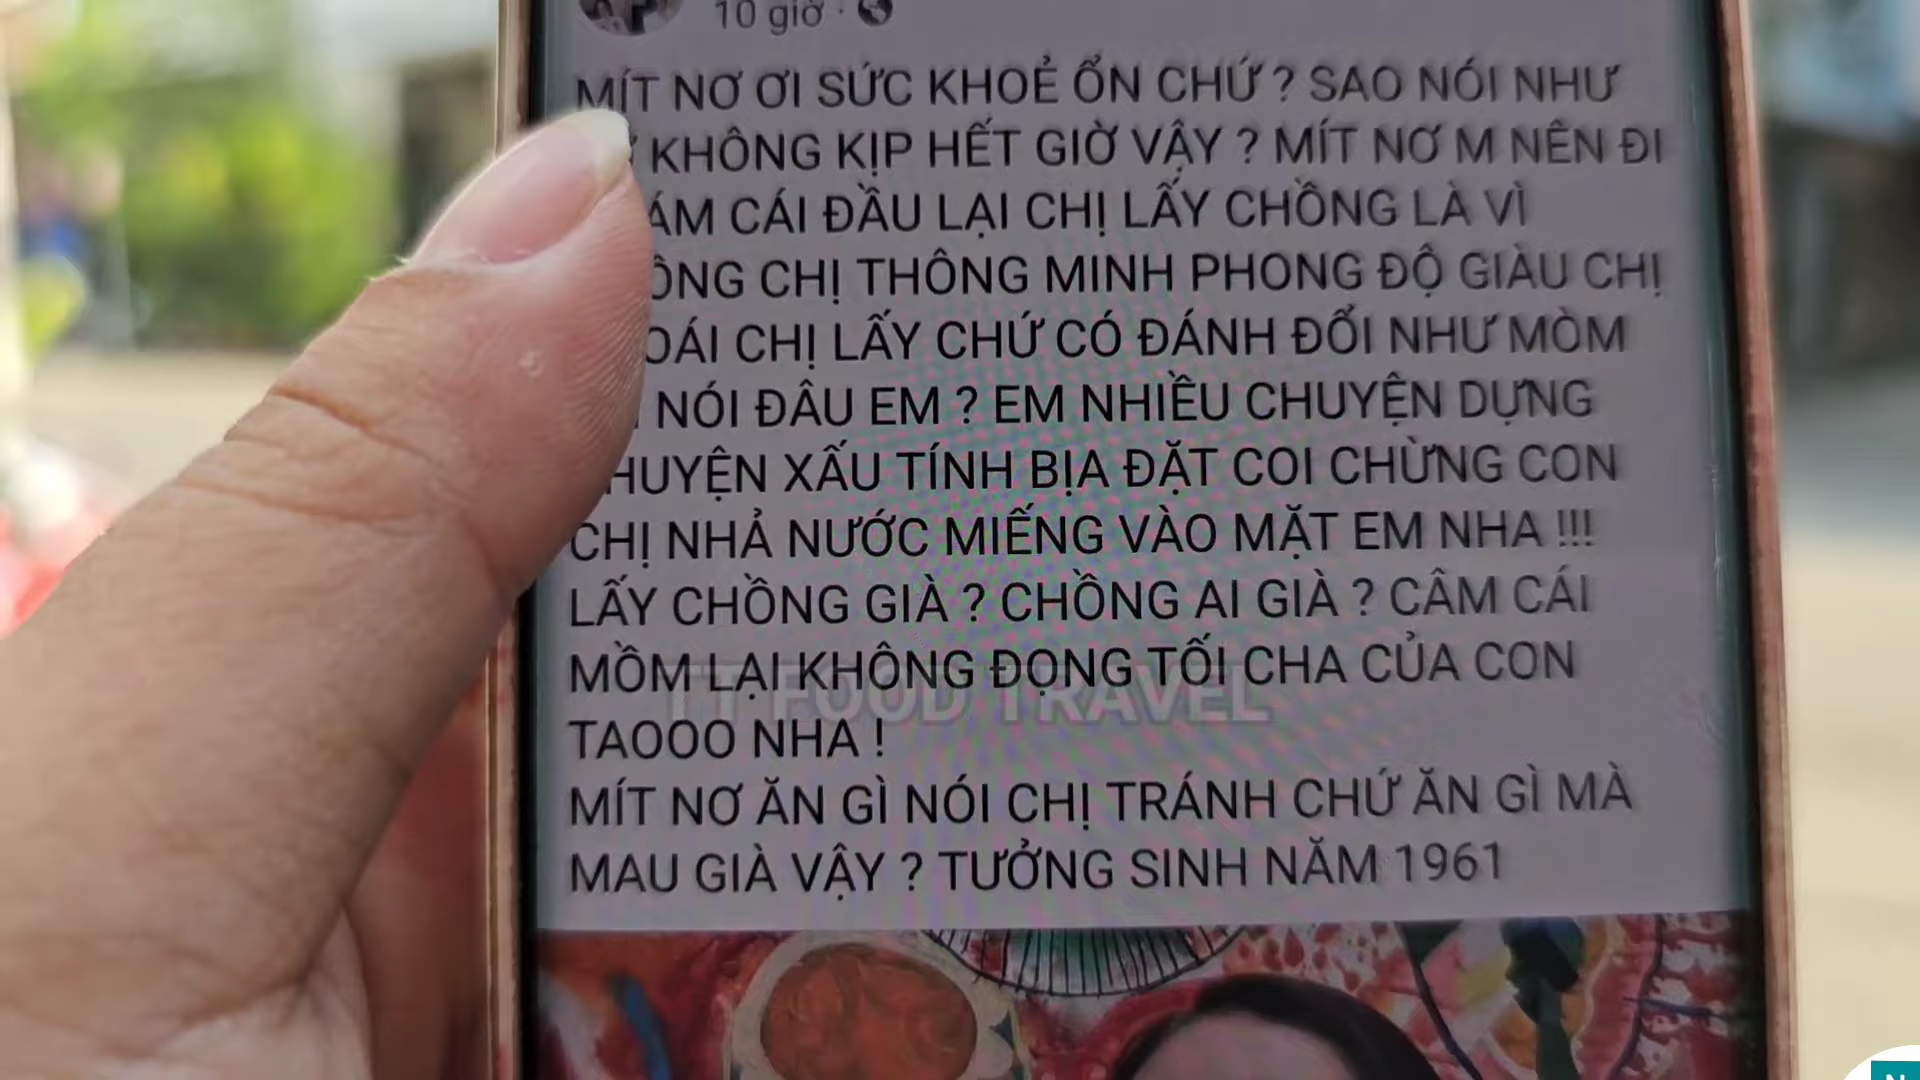 10 giờ ·
MÍT NƠ ƠI SỨC KHOẺ ỔN CHỨ ? SAO NÓI NHƯ
KHÔNG KỊP HẾT GIỜ VẬY ? MÍT NƠ M NÊN ĐI
CÁI ĐẦU LẠI CHỊ LẤY CHỒNG LÀ VÌ
CHỊ THÔNG MINH PHONG ĐỘ GIÀU CHỊ
CHỊ LẤY CHỨ CÓ ĐÁNH ĐỔI NHƯ MÒM
NÓI ĐÂU EM ? EM NHIỀU CHUYỆN DỰNG
XẤU TÍNH BỊA ĐẶT COI CHỪNG CON
CHỊ NHẢ NƯỚC MIẾNG VÀO MẶT EM NHA !!!
LẤY CHỒNG GIÀ ? CHỒNG AI GIÀ ? CÂM CÁI
MỒM LẠI KHÔNG ĐỌNG TỐI CHA CỦA CON
TT FOOD TRAVEL
TAOOO NHA !
MÍT NƠ ĂN GÌ NÓI CHỊ TRÁNH CHỨ ĂN GÌ MÀ
MAU GIÀ VẬY ? TƯỞNG SINH NĂM 1961